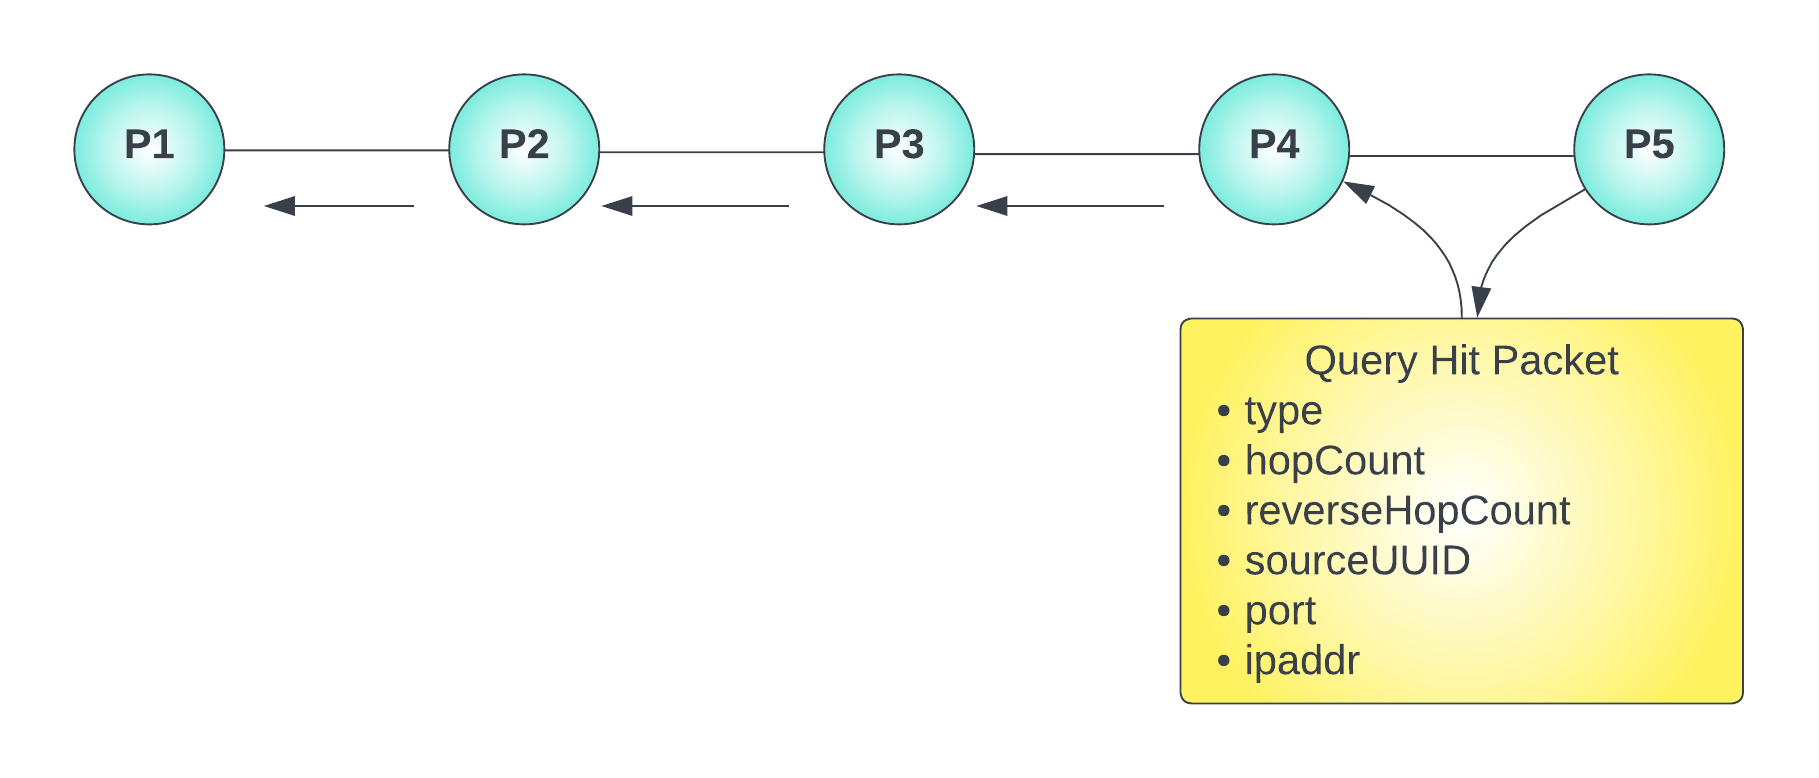 P1
P2
P3
P4
P5
Query Hit Packet
• type
• hopCount
• reverseHopCount
• sourceUUID
• port
• ipaddr